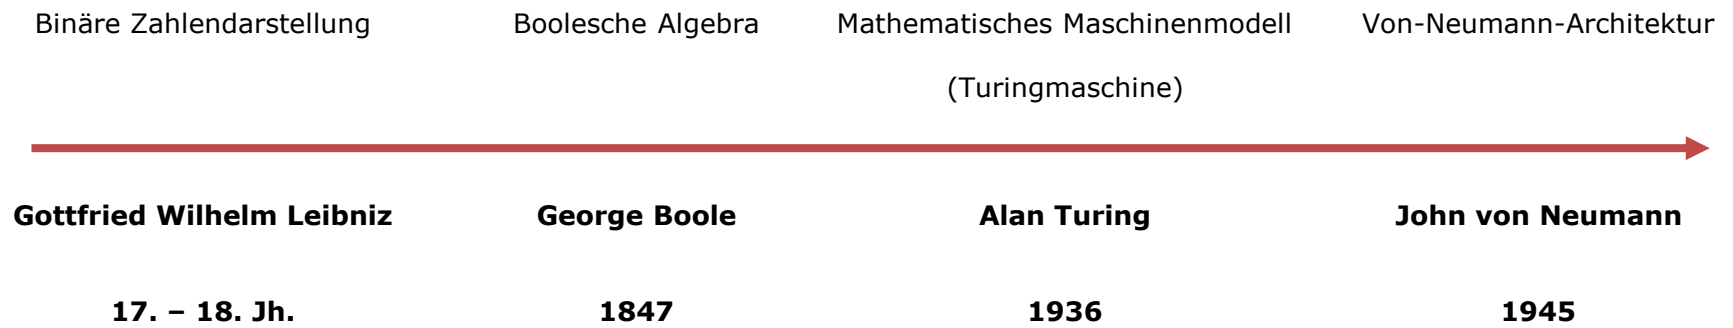 Binäre Zahlendarstellung Boolesche Algebra Mathematisches Maschinenmodell Von-Neumann-Architektur
(Turingmaschine)
Gottfried Wilhelm Leibniz George Boole Alan Turing John von Neumann
17. – 18. Jh. 1847 1936 1945